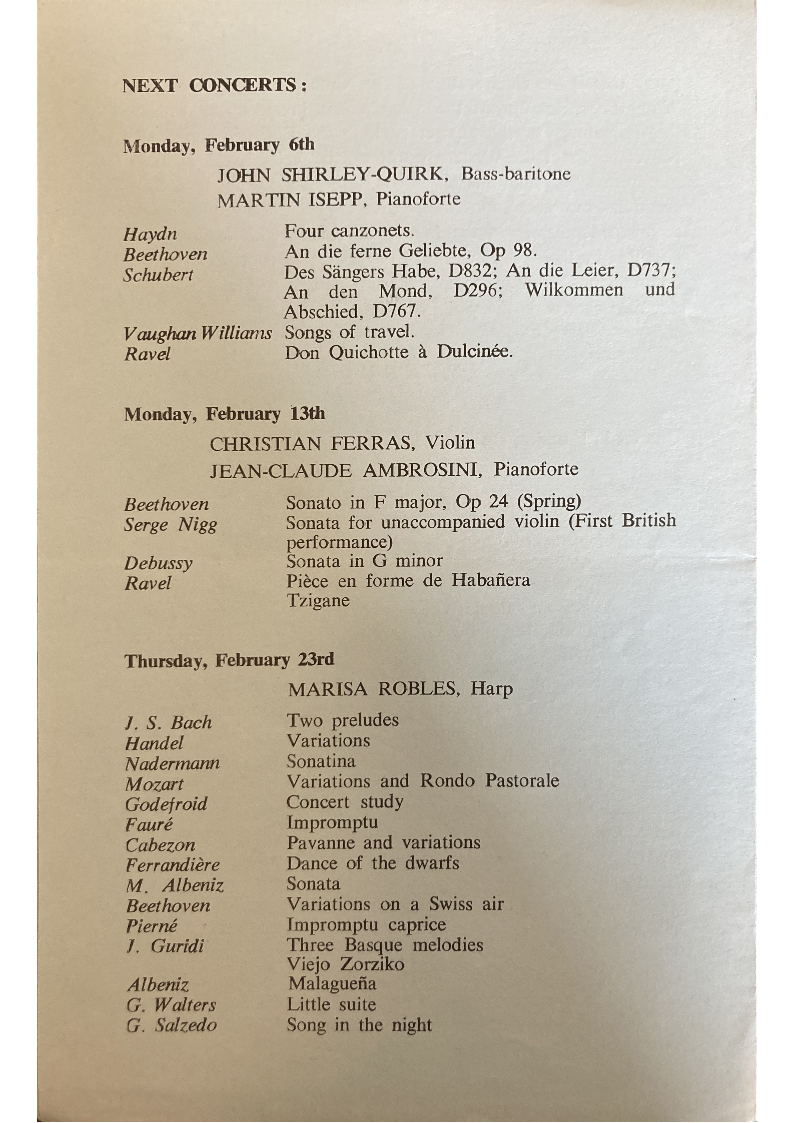 NEXT CONCERTS:
Monday, February 6th
JOHN SHIRLEY-QUIRK, Bass-baritone
MARTIN ISEPP, Pianoforte
Haydn Four canzonets.
Beethoven An die ferne Geliebte, Op 98.
Schubert Des Sängers Habe, D832; An die Leier, D737;
An den Mond, D296; Wilkommen und
Abschied, D767.
Vaughan Williams Songs of travel.
Ravel Don Quichotte à Dulcinée.
Monday, February 13th
CHRISTIAN FERRAS, Violin
JEAN-CLAUDE AMBROSINI, Pianoforte
Beethoven Sonato in F major, Op 24 (Spring)
Serge Nigg Sonata for unaccompanied violin (First British
performance)
Debussy Sonata in G minor
Ravel Pièce en forme de Habañera
Tzigane
Thursday, February 23rd
MARISA ROBLES, Harp
J. S. Bach Two preludes
Handel Variations
Nadermann Sonatina
Mozart Variations and Rondo Pastorale
Godefroid Concert study
Fauré Impromptu
Cabezon Pavanne and variations
Ferrandière Dance of the dwarfs
M. Albeniz Sonata
Beethoven Variations on a Swiss air
Pierné Impromptu caprice
J. Guridi Three Basque melodies
Viejo Zorziko
Albeniz Malagueña
G. Walters Little suite
G. Salzedo Song in the night